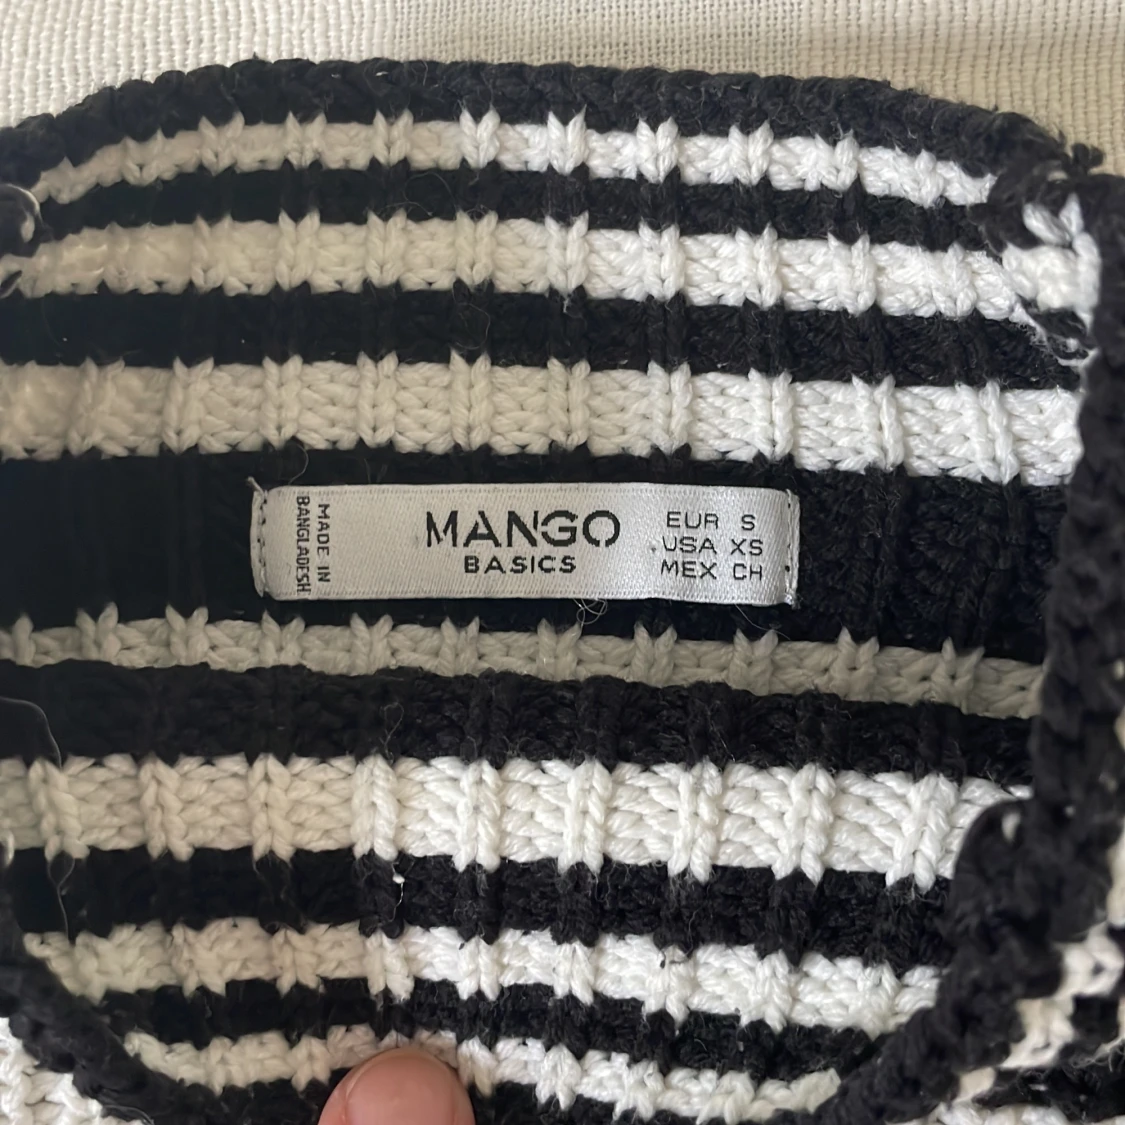 MADE IN
BANGLADESH
MANGO
BASICS
EUR S
USA XS
MEX CH